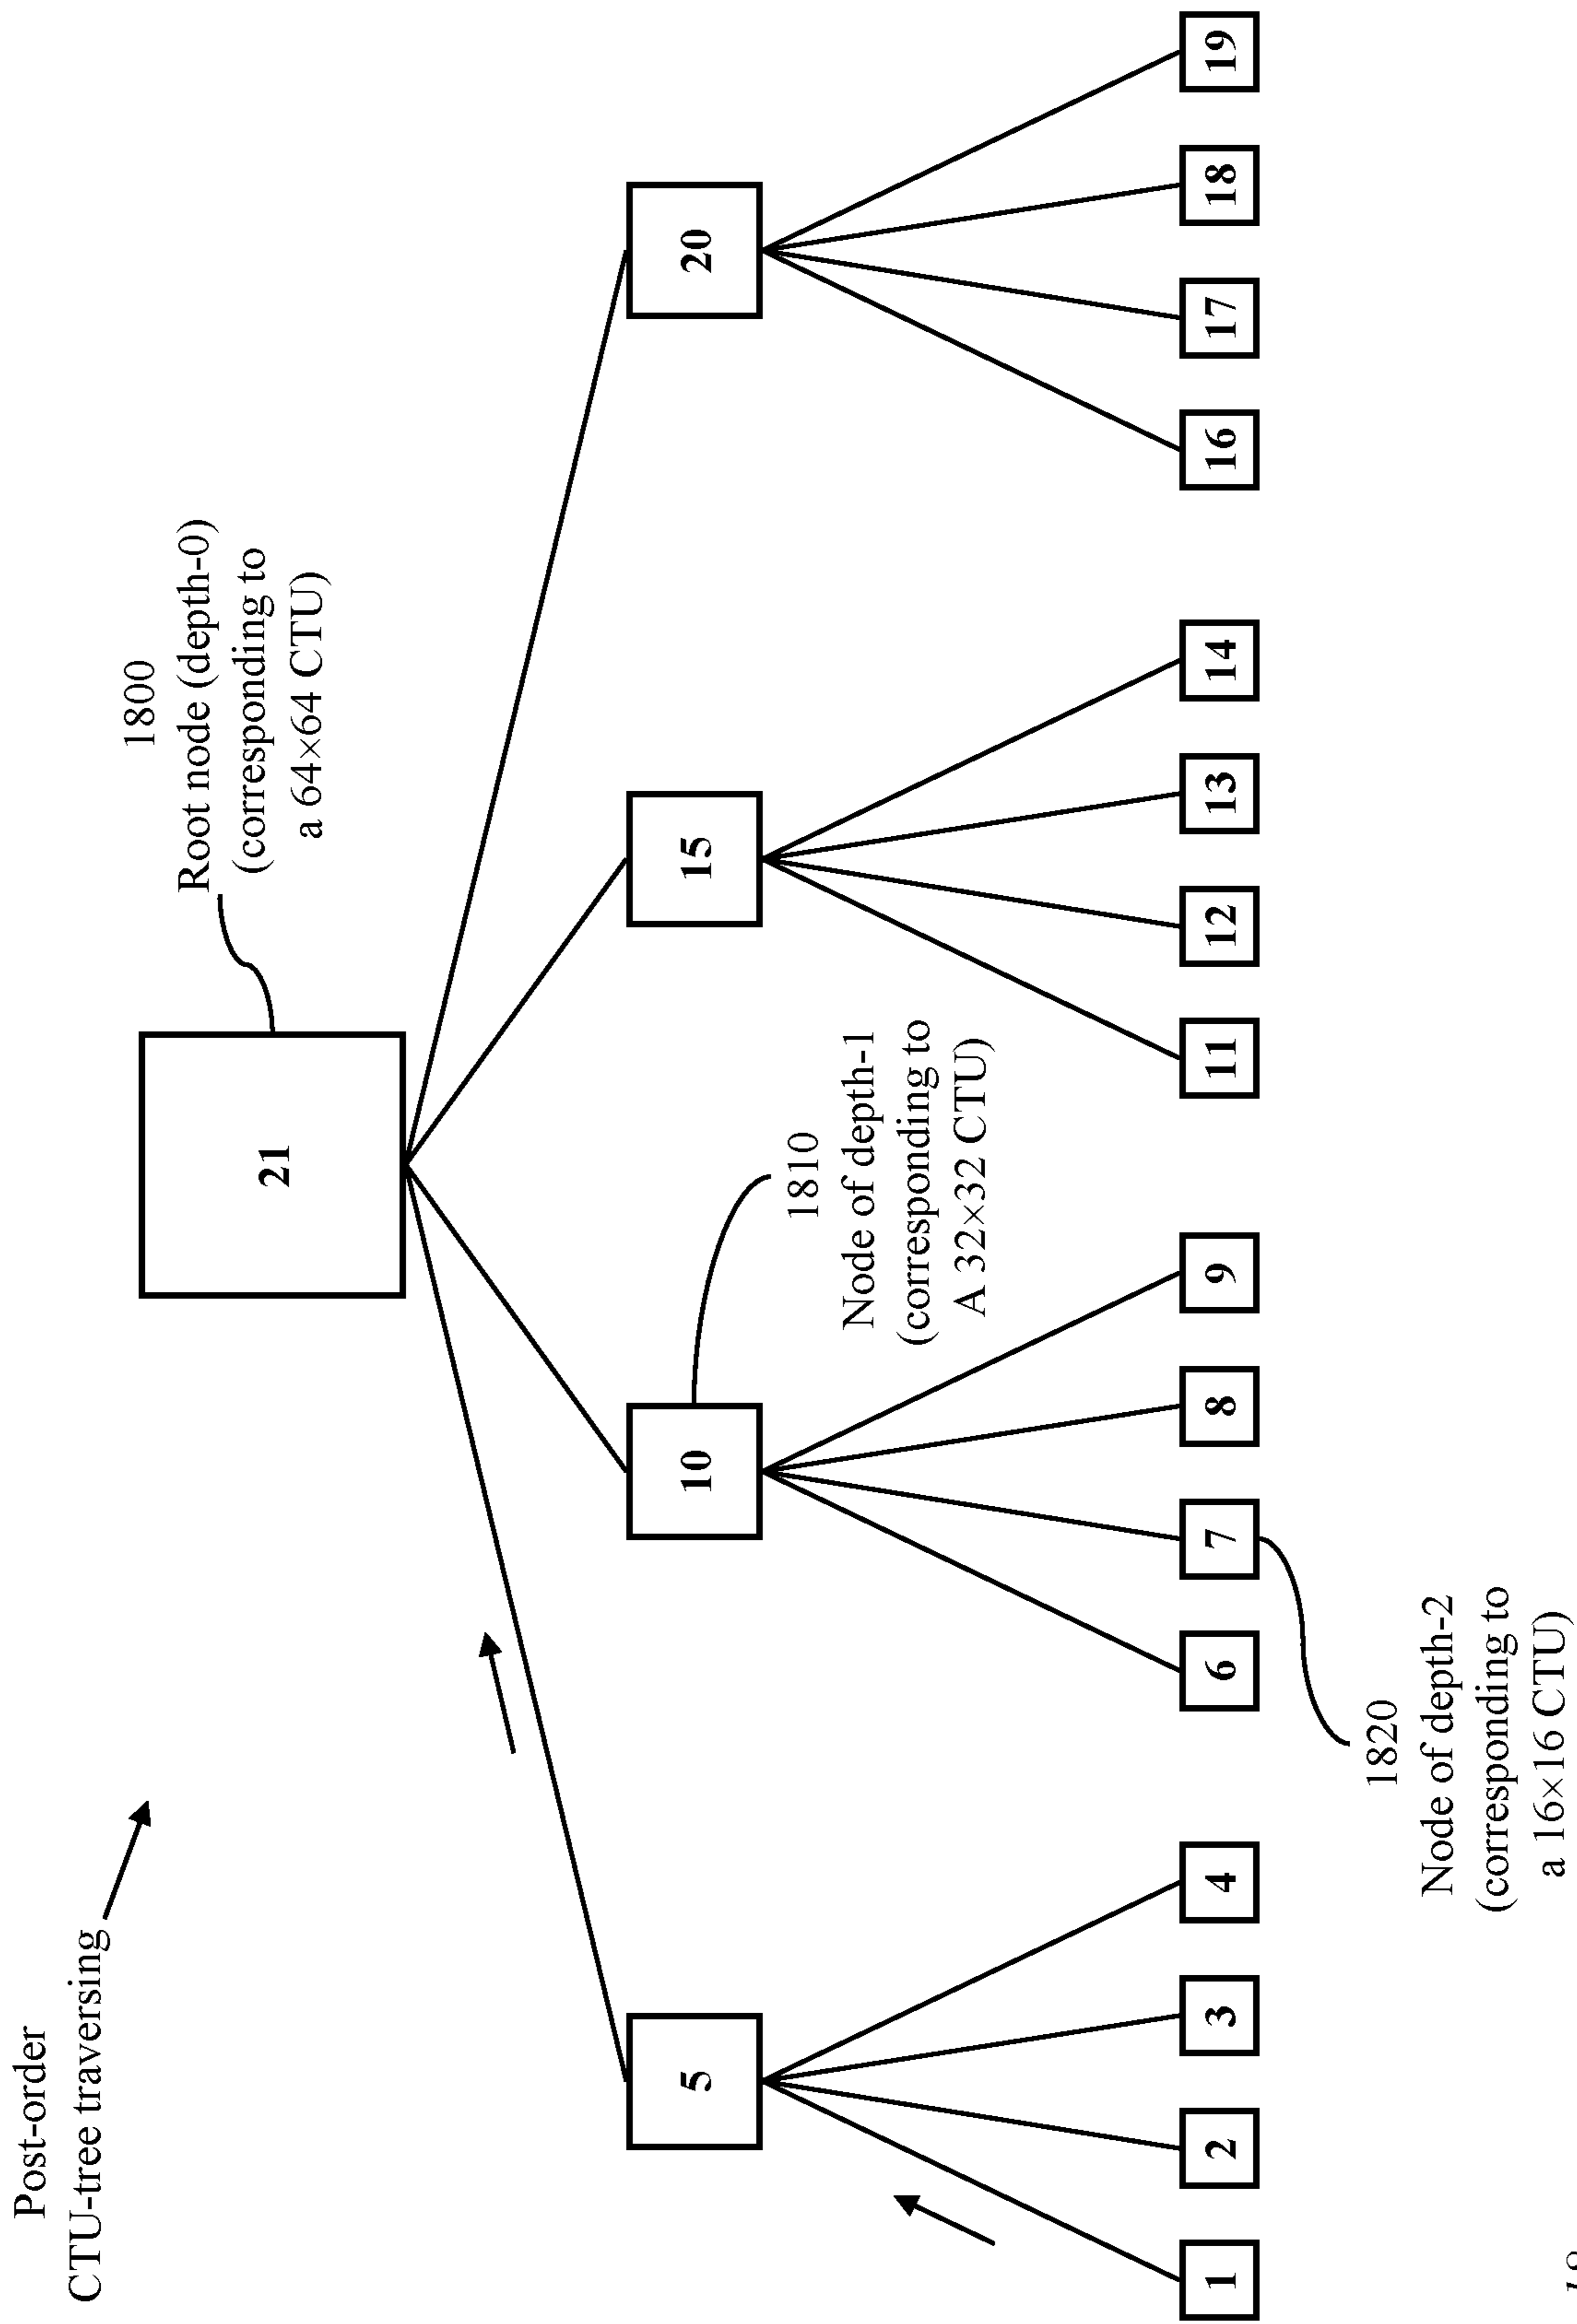 Post-order
CTU-tree traversing
1800
Root node (depth-0)
(corresponding to
a 64×64 CTU)
21
5
10
15
20
1810
Node of depth-1
(corresponding to
A 32×32 CTU)
1
2
3
4
6
7
8
9
11
12
13
14
16
17
18
19
1820
Node of depth-2
(corresponding to
a 16×16 CTU)